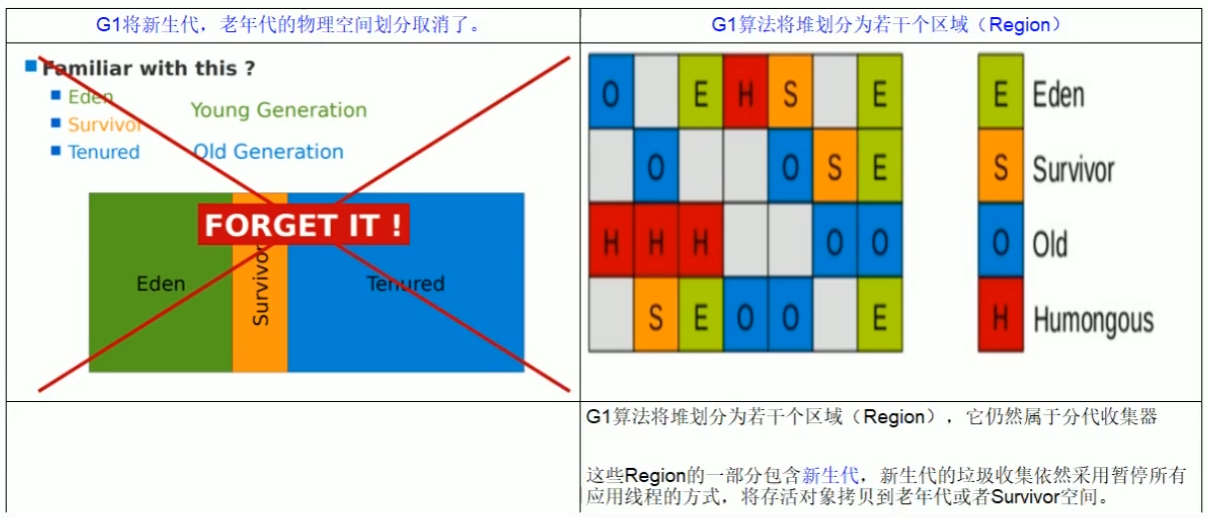 G1将新生代，老年代的物理空间划分取消了。
G1算法将堆划分为若干个区域（Region）
Familiar with this ?
Eden
Survivor
Tenured
Young Generation
Old Generation
FORGET IT !
Eden
Survivor
Tenured
O E H S E
O O S E
H H H O O
S E O O E
E Eden
S Survivor
O Old
H Humongous
G1算法将堆划分为若干个区域（Region），它仍然属于分代收集器
这些Region的一部分包含新生代，新生代的垃圾收集依然采用暂停所有
应用线程的方式，将存活对象拷贝到老年代或者Survivor空间。